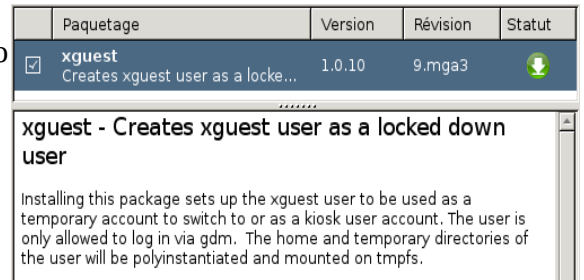 Paquetage Version Révision Statut
xguest
Creates xguest user as a locke... 1.0.10 9.mga3
xguest - Creates xguest user as a locked down
user
Installing this package sets up the xguest user to be used as a
temporary account to switch to or as a kiosk user account. The user is
only allowed to log in via gdm. The home and temporary directories of
the user will be polyinstantiated and mounted on tmpfs.